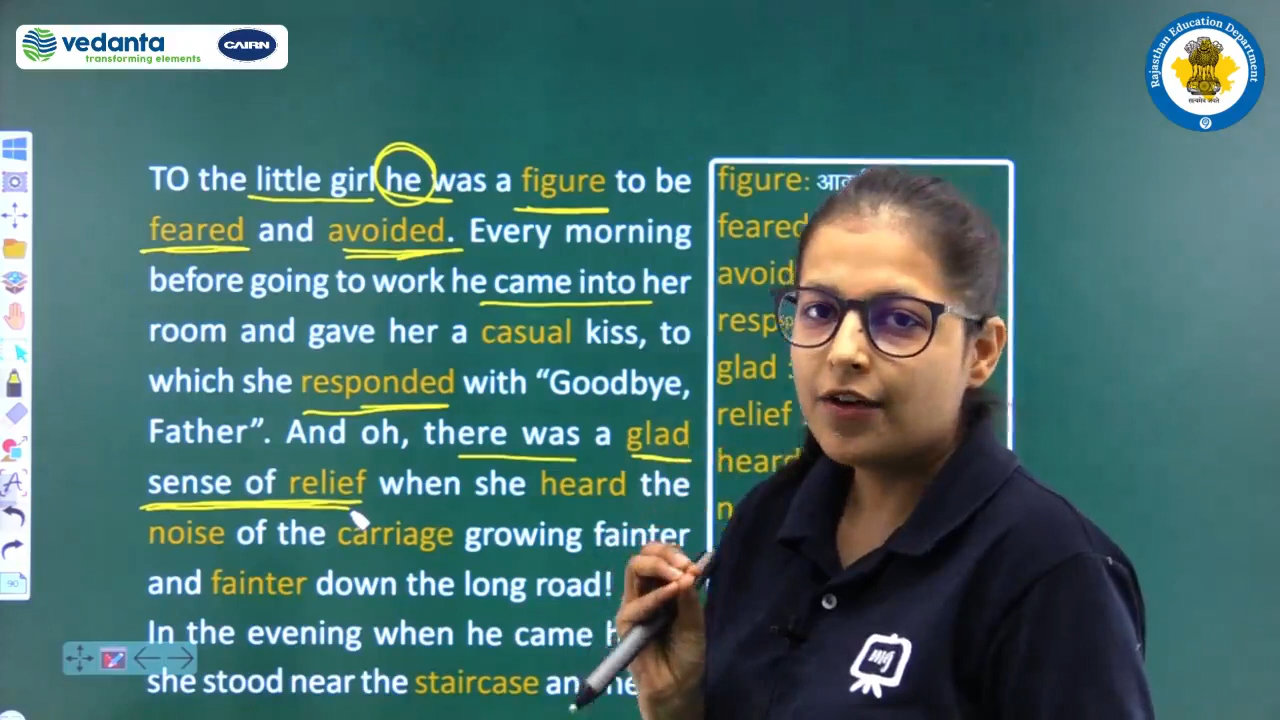 vedanta
transforming elements
CAIRN
Rajasthan Education Department
सत्यमेव जयते
TO the little girl he was a figure to be
feared and avoided. Every morning
before going to work he came into her
room and gave her a casual kiss, to
which she responded with “Goodbye,
Father”. And oh, there was a glad
sense of relief when she heard the
noise of the carriage growing fainter
and fainter down the long road!
In the evening when he came
she stood near the staircase
figure:
feared
glad :
relief
heard
90